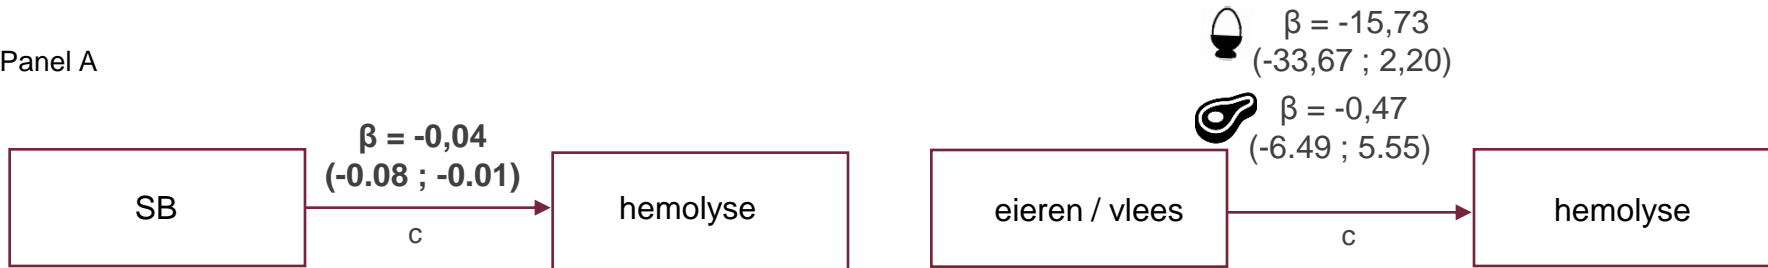 Panel A
β = -0,04
(-0.08 ; -0.01)
SB
c
hemolyse
β = -15,73
(-33,67 ; 2,20)
β = -0,47
(-6.49 ; 5.55)
eieren / vlees
c
hemolyse